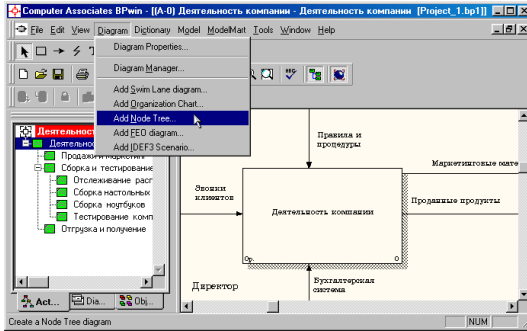 Computer Associates BPwin - [(A-0) Деятельность компании - Деятельность компании [Project_1.bp1]]
File Edit View Diagram Dictionary Model ModelMart Tools Window Help
Diagram Properties...
Diagram Manager...
Add Swim Lane diagram...
Add Organization Chart...
Add Node Tree...
Add FEO diagram...
Add IDEF3 Scenario...
Деятельност
Деятельно
Продажи и маркетинг
Сборка и тестирование
Отслеживание расп
Сборка настольных
Сборка ноутбуков
Тестирование комп
Отгрузка и получение
Act...
Dia...
Obj...
Правила и
процедуры
Маркетинговые мате
Звонки
клиентов
Деятельность компании
Проданные продукты
0р.
0
Директор
Бухгалтерская
система
Create a Node Tree diagram
NUM